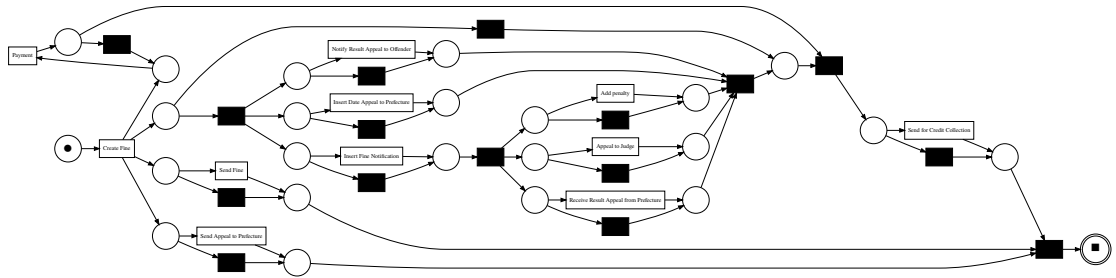 Payment
Create Fine
Notify Result Appeal to Offender
Insert Date Appeal to Prefecture
Insert Fine Notification
Send Fine
Send Appeal to Prefecture
Add penalty
Appeal to Judge
Receive Result Appeal from Prefecture
Send for Credit Collection